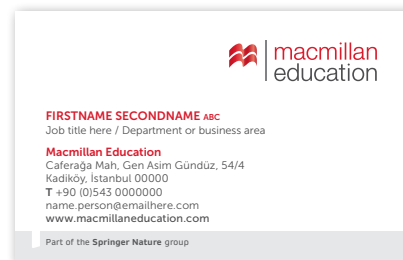 macmillan
education
FIRSTNAME SECONDNAME ABC
Job title here / Department or business area
Macmillan Education
Caferağa Mah, Gen Asim Gündüz, 54/4
Kadiköy, İstanbul 00000
T +90 (0)543 0000000
name.person@emailhere.com
www.macmillaneducation.com
Part of the Springer Nature group